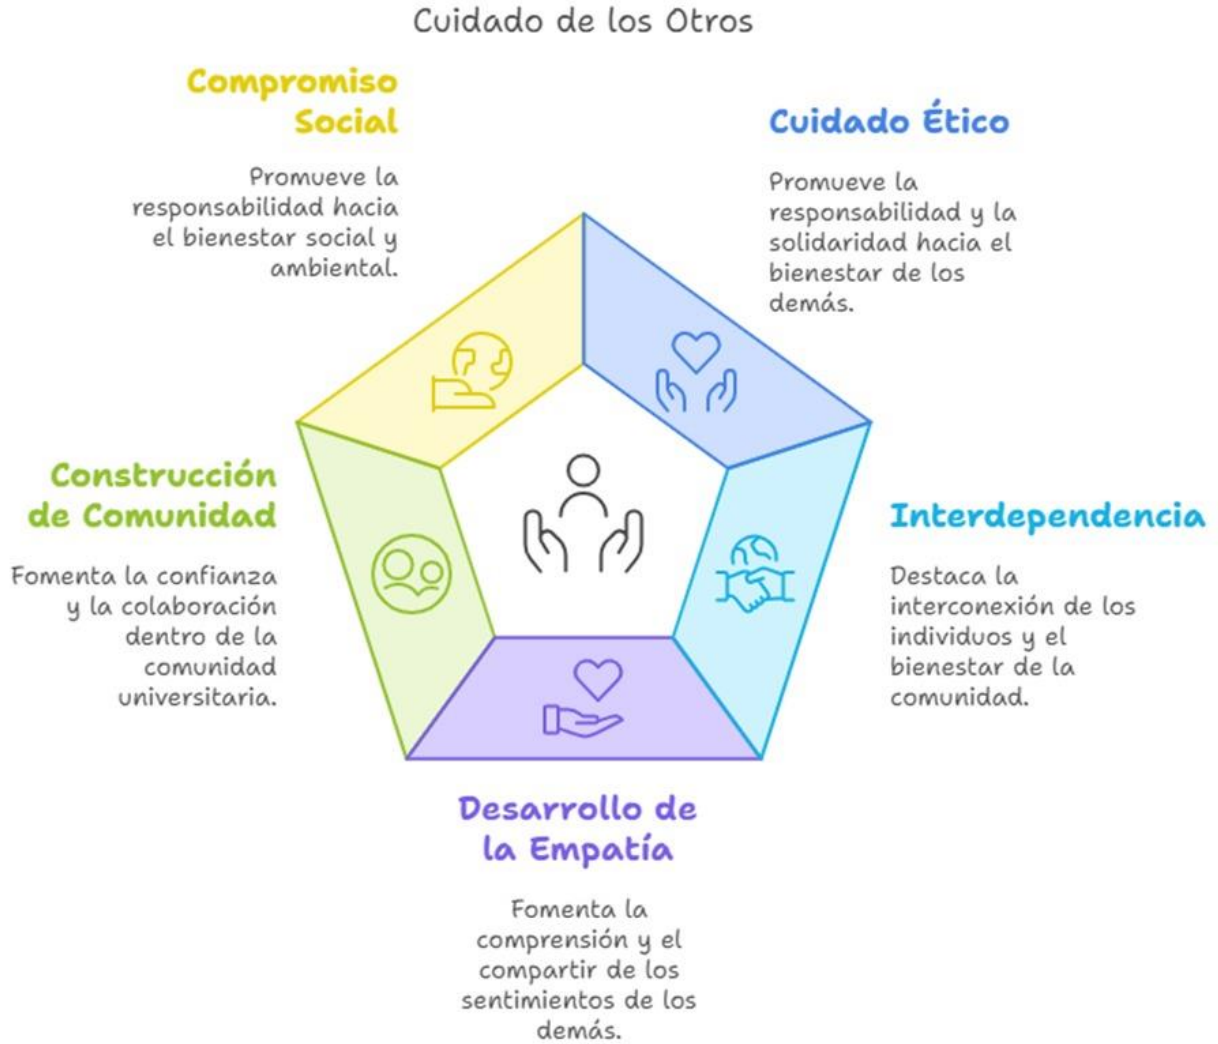 Cuidado de los Otros
Compromiso
Social
Promueve la
responsabilidad hacia
el bienestar social y
ambiental.
Cuidado Ético
Promueve la
responsabilidad y la
solidaridad hacia el
bienestar de los
demás.
Construcción
de Comunidad
Fomenta la confianza
y la colaboración
dentro de la
comunidad
universitaria.
Interdependencia
Destaca la
interconexión de los
individuos y el
bienestar de la
comunidad.
Desarrollo de
la Empatía
Fomenta la
comprensión y el
compartir de los
sentimientos de los
demás.